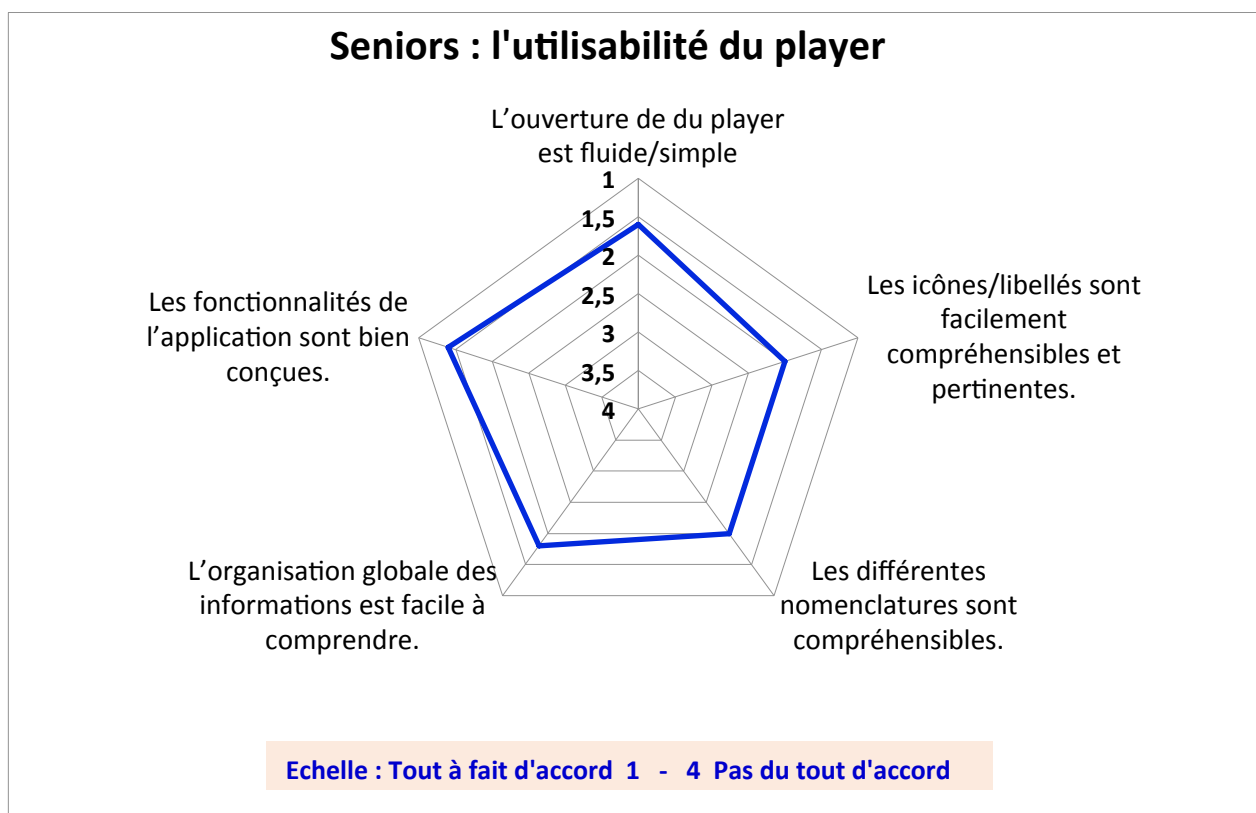 Seniors : l'utilisabilité du player
L’ouverture de du player
est fluide/simple
1
1,5
2
2,5
3
3,5
4
Les icônes/libellés sont
facilement
compréhensibles et
pertinentes.
Les différentes
nomenclatures sont
compréhensibles.
L’organisation globale des
informations est facile à
comprendre.
Les fonctionnalités de
l’application sont bien
conçues.
Echelle : Tout à fait d'accord 1 - 4 Pas du tout d'accord